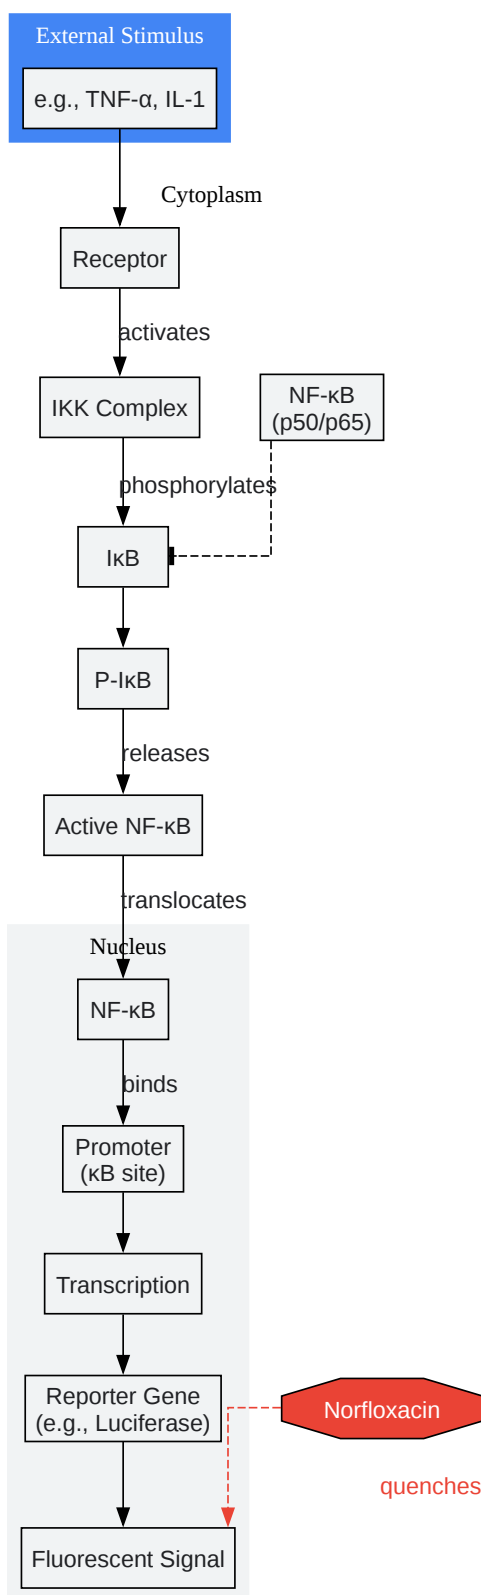 External Stimulus
e.g., TNF-α, IL-1
Cytoplasm
Receptor
activates
IKK Complex
NF-κB
(p50/p65)
phosphorylates
IκB
P-IκB
releases
Active NF-κB
translocates
Nucleus
NF-κB
binds
Promoter
(κB site)
Transcription
Reporter Gene
(e.g., Luciferase)
Norfloxacin
quenches
Fluorescent Signal